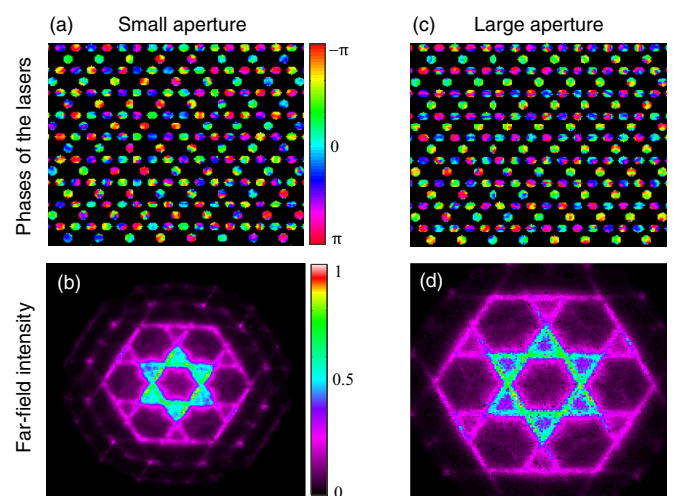 (a) Small aperture
(c) Large aperture
Phases of the lasers
−π
0
π
Far-field intensity
(b)
1
0.5
0
(d)